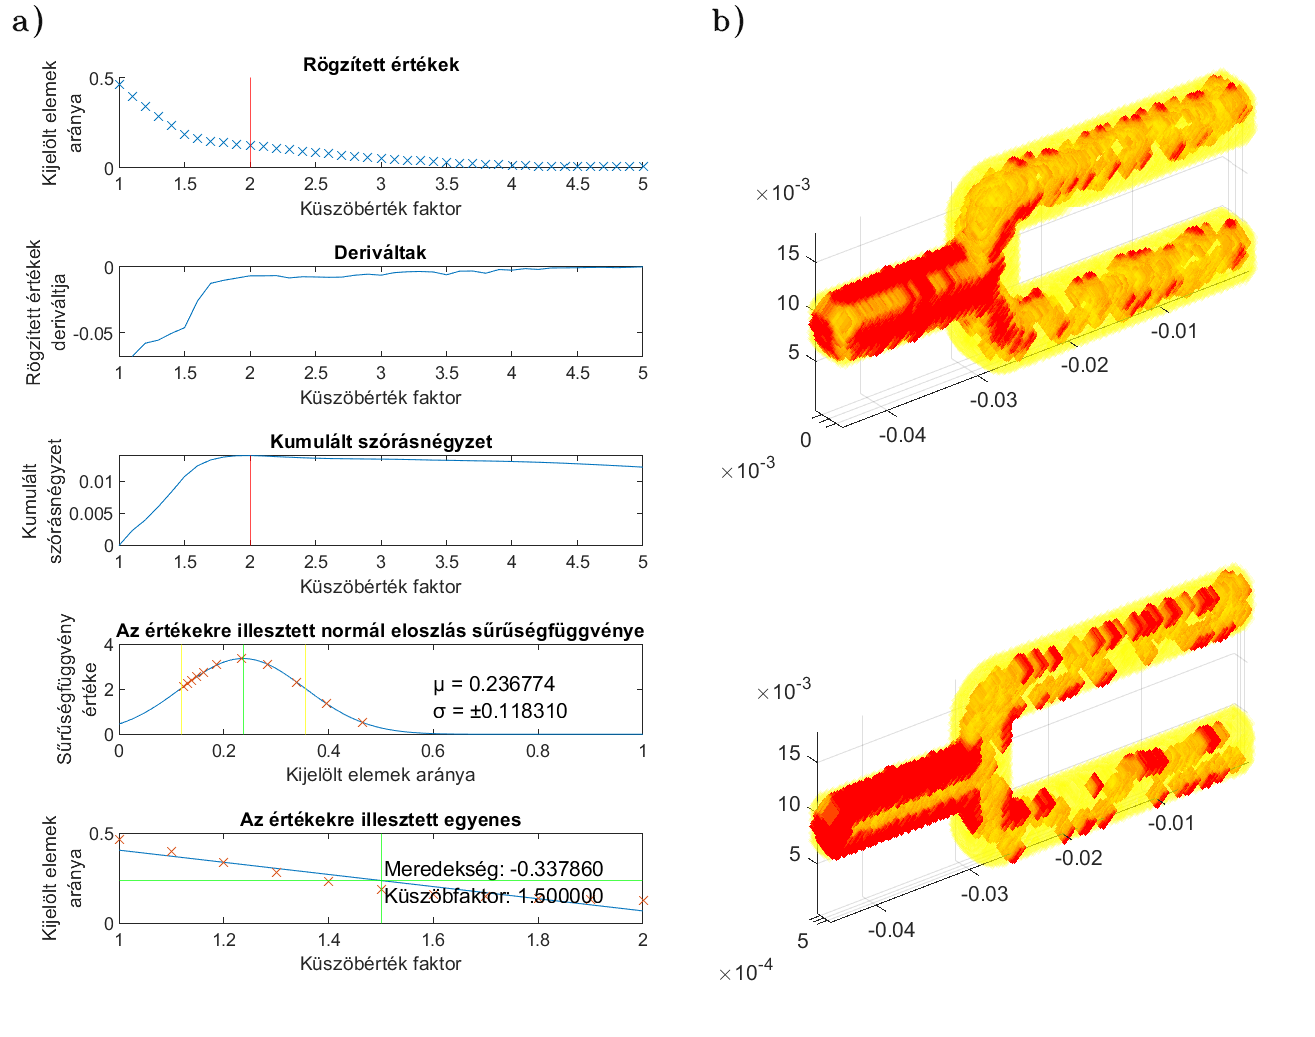 a)
Rögzített értékek
Kijelölt elemek
aránya
0.5
0
1 1.5 2 2.5 3 3.5 4 4.5 5
Küszöbérték faktor
Deriváltak
Rögzített értékek
deriváltja
0
-0.05
1 1.5 2 2.5 3 3.5 4 4.5 5
Küszöbérték faktor
Kumulált szórásnégyzet
Kumulált
szórásnégyzet
0.01
0.005
0
1 1.5 2 2.5 3 3.5 4 4.5 5
Küszöbérték faktor
Az értékekre illesztett normál eloszlás sűrűségfüggvénye
Sűrűségfüggvény
értéke
4
2
0
μ = 0.236774
σ = ±0.118310
0 0.2 0.4 0.6 0.8 1
Kijelölt elemek aránya
Az értékekre illesztett egyenes
Kijelölt elemek
aránya
0.5
0
Meredekség: -0.337860
Küszöbfaktor: 1.500000
1 1.2 1.4 1.6 1.8 2
Küszöbérték faktor
b)
×10-3
15
10
5
0
-0.04
-0.03
-0.02
-0.01
×10-3
×10-3
15
10
5
5
-0.04
-0.03
-0.02
-0.01
×10-4